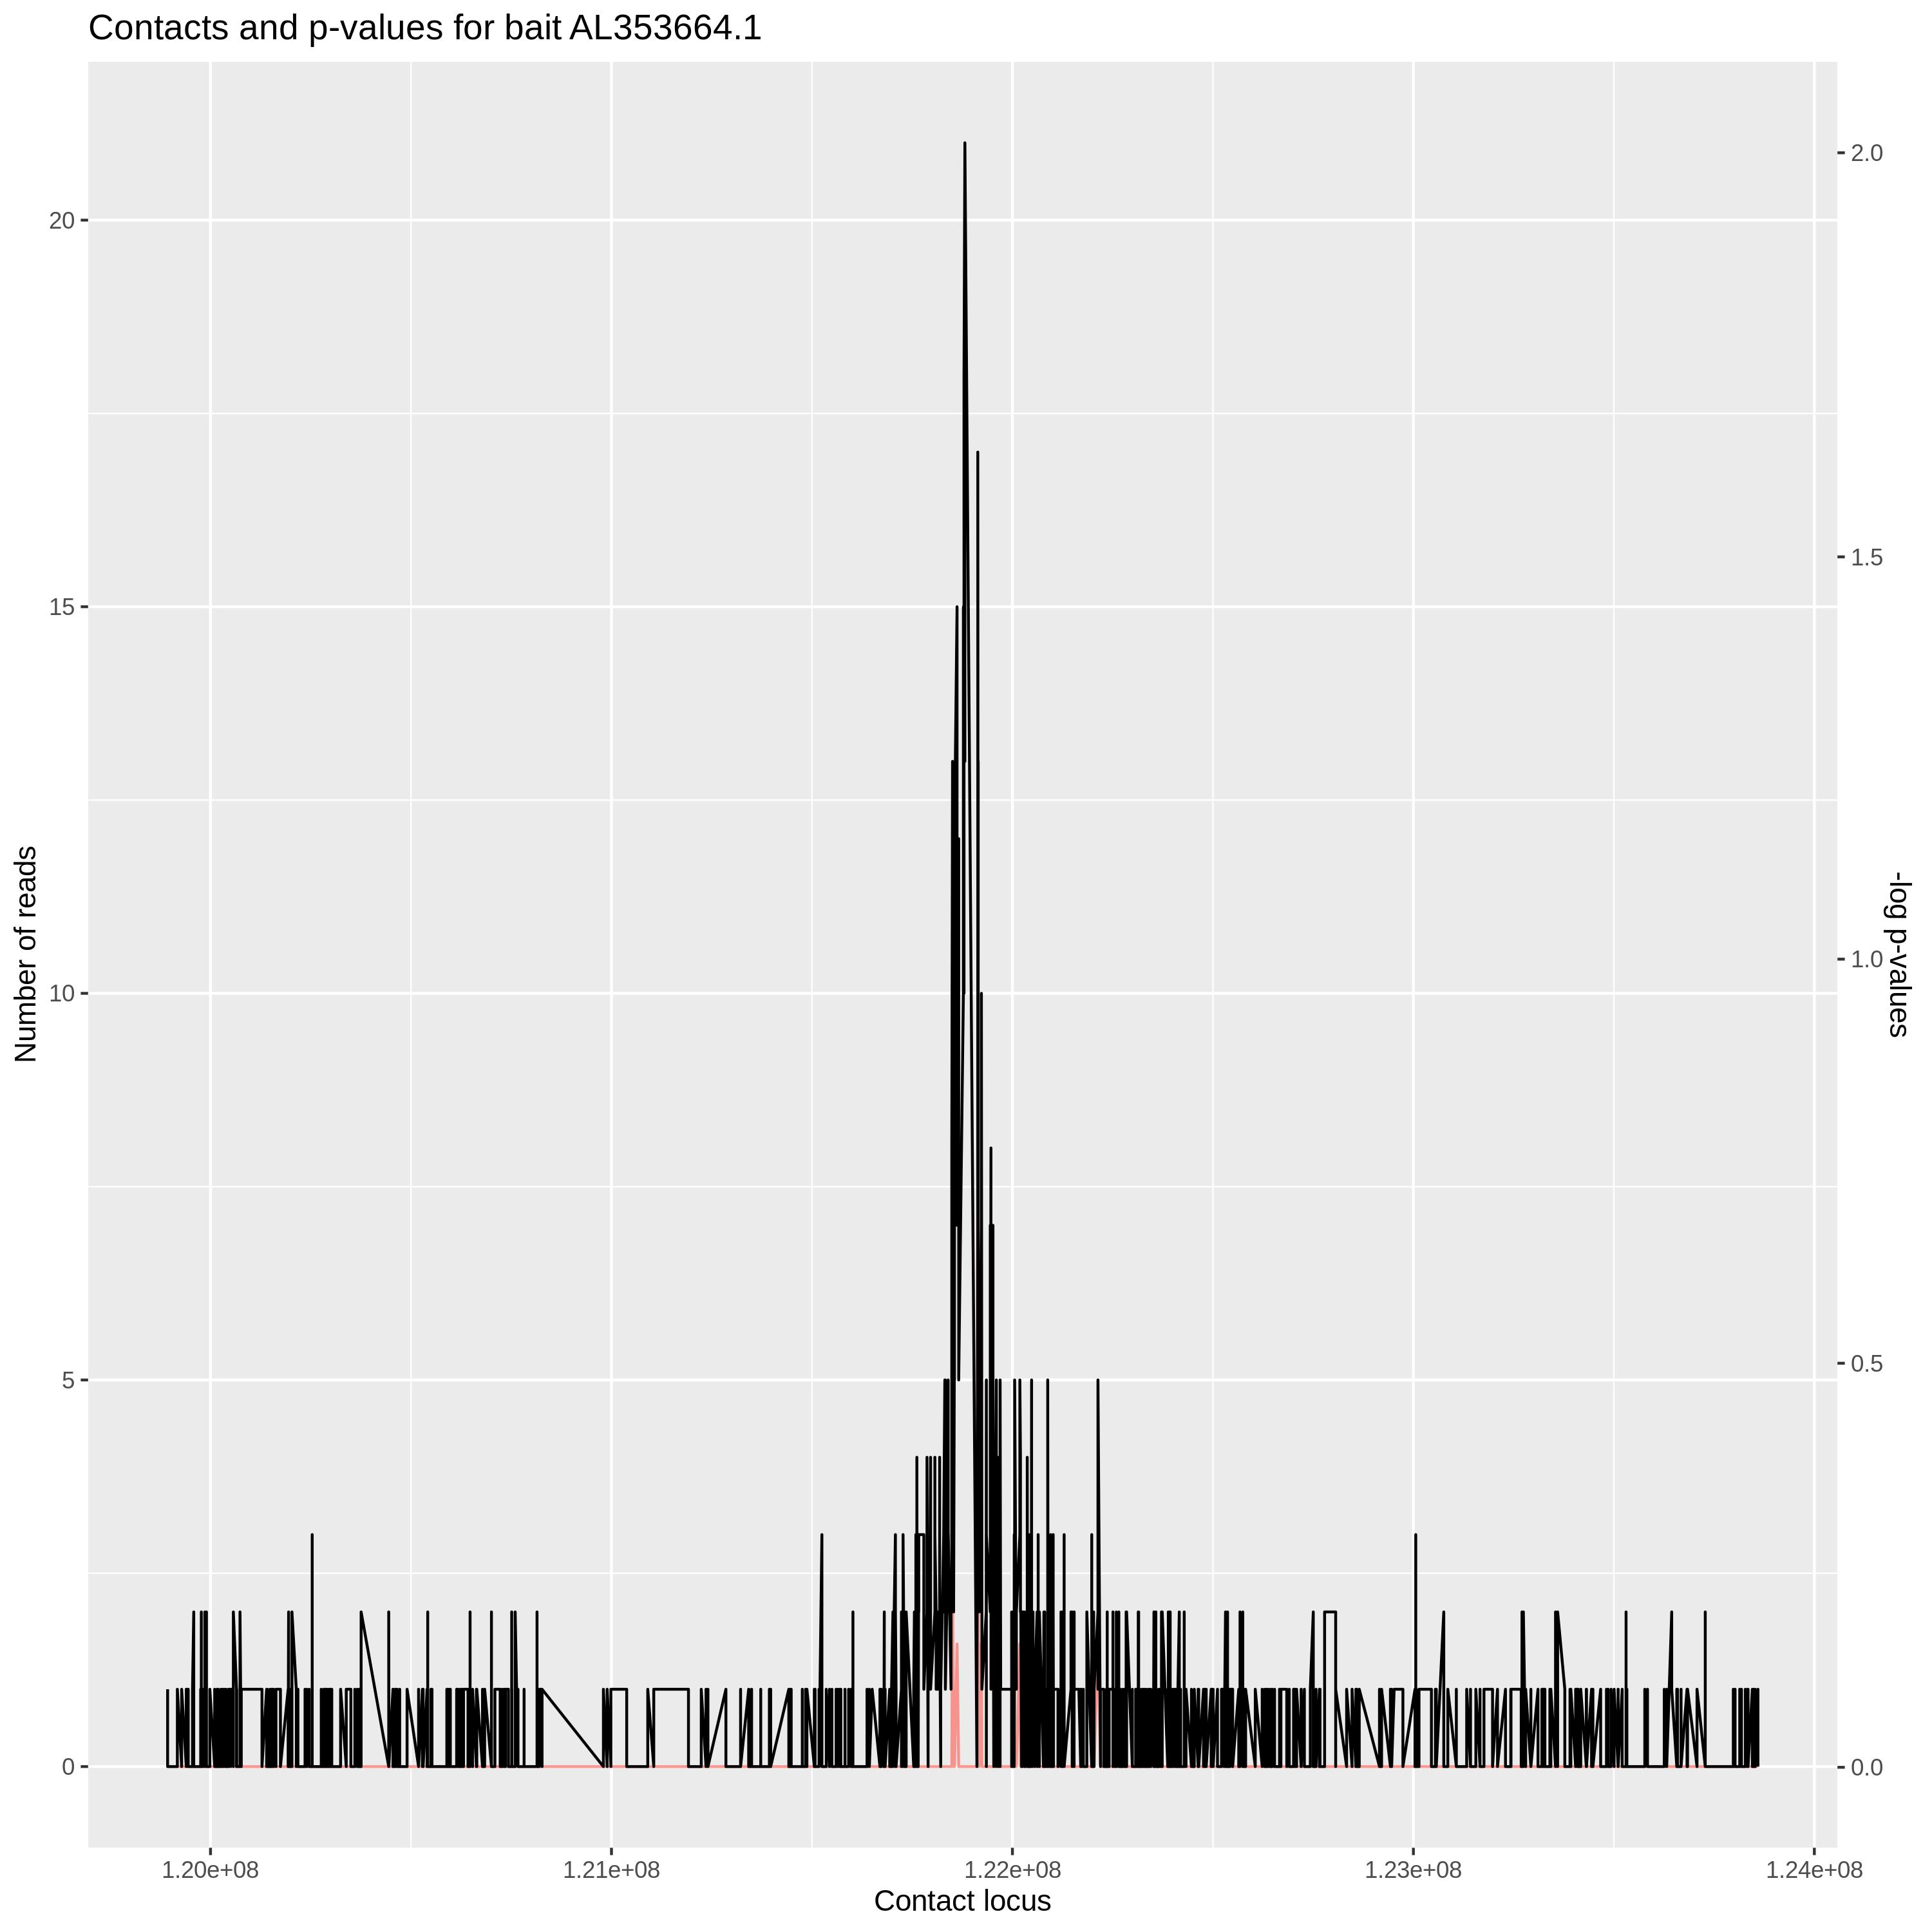 Contacts and p-values for bait AL353664.1
20
15
10
5
0
Number of reads
2.0
1.5
1.0
0.5
0.0
-log p-values
1.20e+08
1.21e+08
1.22e+08
1.23e+08
1.24e+08
Contact locus